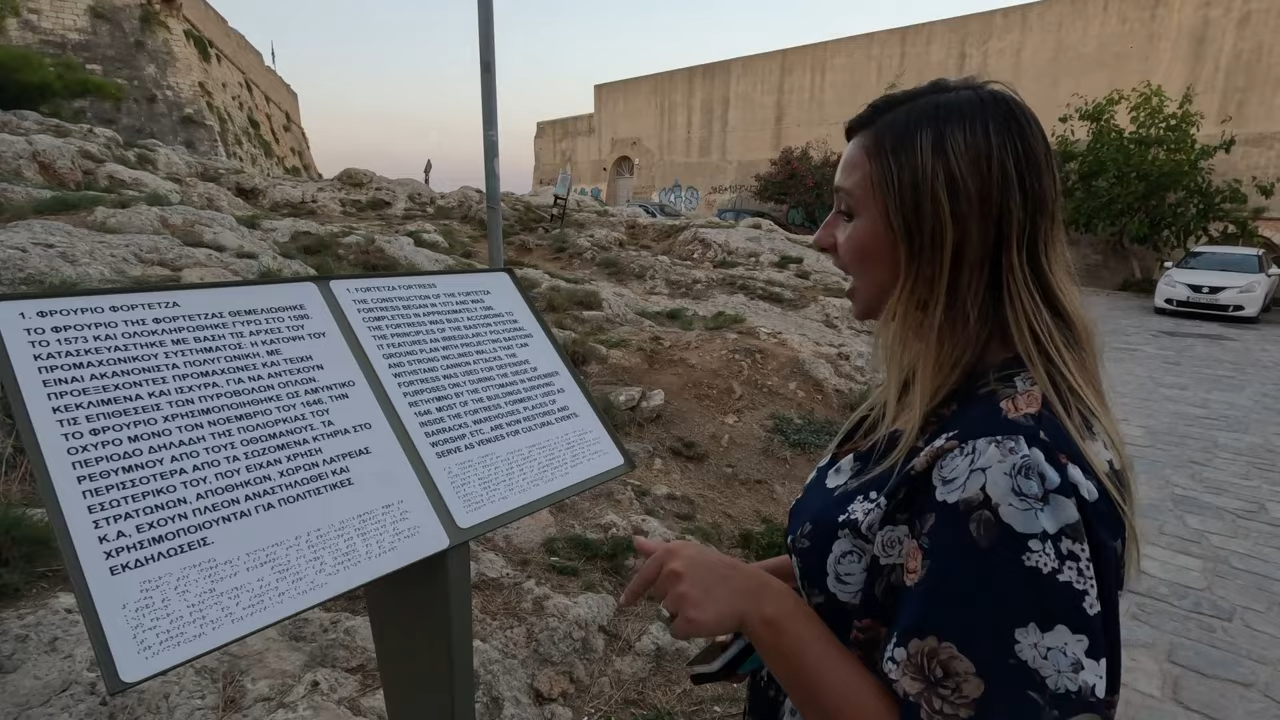 1. ΦΡΟΥΡΙΟ ΦΟΡΤΕΤΖΑ
ΤΟ ΦΡΟΥΡΙΟ ΤΗΣ ΦΟΡΤΕΤΖΑΣ ΘΕΜΕΛΙΩΘΗΚΕ
ΤΟ 1573 ΚΑΙ ΟΛΟΚΛΗΡΩΘΗΚΕ ΓΥΡΩ ΣΤΟ 1580.
ΚΑΤΑΣΚΕΥΑΣΤΗΚΕ ΜΕ ΒΑΣΗ ΤΙΣ ΑΡΧΕΣ ΤΟΥ
ΠΡΟΜΑΧΩΝΙΚΟΥ ΣΥΣΤΗΜΑΤΟΣ: Η ΚΑΤΟΨΗ ΤΟΥ
ΕΙΝΑΙ ΑΚΑΝΟΝΙΣΤΑ ΠΟΛΥΓΩΝΙΚΗ, ΜΕ
ΠΡΟΕΞΕΧΟΝΤΕΣ ΠΡΟΜΑΧΩΝΕΣ ΚΑΙ ΤΕΙΧΗ
ΚΕΚΛΙΜΕΝΑ ΚΑΙ ΙΣΧΥΡΑ, ΓΙΑ ΝΑ ΑΝΤΕΧΟΥΝ
ΤΙΣ ΕΠΙΘΕΣΕΙΣ ΤΩΝ ΠΥΡΟΒΟΛΩΝ ΟΠΛΩΝ.
ΤΟ ΦΡΟΥΡΙΟ ΧΡΗΣΙΜΟΠΟΙΗΘΗΚΕ ΩΣ ΑΜΥΝΤΙΚΟ
ΟΧΥΡΟ ΜΟΝΟ ΤΟΝ ΝΟΕΜΒΡΙΟ ΤΟΥ 1646, ΤΗΝ
ΠΕΡΙΟΔΟ ΔΗΛΑΔΗ ΤΗΣ ΠΟΛΙΟΡΚΙΑΣ ΤΟΥ
ΡΕΘΥΜΝΟΥ ΑΠΟ ΤΟΥΣ ΟΘΩΜΑΝΟΥΣ. ΤΑ
ΠΕΡΙΣΣΟΤΕΡΑ ΑΠΟ ΤΑ ΣΩΖΟΜΕΝΑ ΚΤΗΡΙΑ ΣΤΟ
ΕΣΩΤΕΡΙΚΟ ΤΟΥ, ΠΟΥ ΕΙΧΑΝ ΧΡΗΣΗ
ΣΤΡΑΤΩΝΩΝ, ΑΠΟΘΗΚΩΝ, ΧΩΡΩΝ ΛΑΤΡΕΙΑΣ
Κ.Α, ΕΧΟΥΝ ΠΛΕΟΝ ΑΝΑΣΤΗΛΩΘΕΙ ΚΑΙ
ΧΡΗΣΙΜΟΠΟΙΟΥΝΤΑΙ ΓΙΑ ΠΟΛΙΤΙΣΤΙΚΕΣ
ΕΚΔΗΛΩΣΕΙΣ.
1. FORTEZZA FORTRESS
THE CONSTRUCTION OF THE FORTETZA
FORTRESS BEGAN IN 1573 AND WAS
COMPLETED IN APPROXIMATELY 1580.
THE FORTRESS WAS BUILT ACCORDING TO
THE PRINCIPLES OF THE BASTION SYSTEM.
IT FEATURES AN IRREGULARLY POLYGONAL
GROUND PLAN WITH PROJECTING BASTIONS
AND STRONG INCLINED WALLS THAT CAN
WITHSTAND CANNON ATTACKS. THE
FORTRESS WAS USED FOR DEFENSIVE
PURPOSES ONLY DURING THE SIEGE OF
RETHYMNO BY THE OTTOMANS IN NOVEMBER
1646. MOST OF THE BUILDINGS SURVIVING
INSIDE THE FORTRESS, FORMERLY USED AS
BARRACKS, WAREHOUSES, PLACES OF
WORSHIP, ETC., ARE NOW RESTORED AND
SERVE AS VENUES FOR CULTURAL EVENTS.